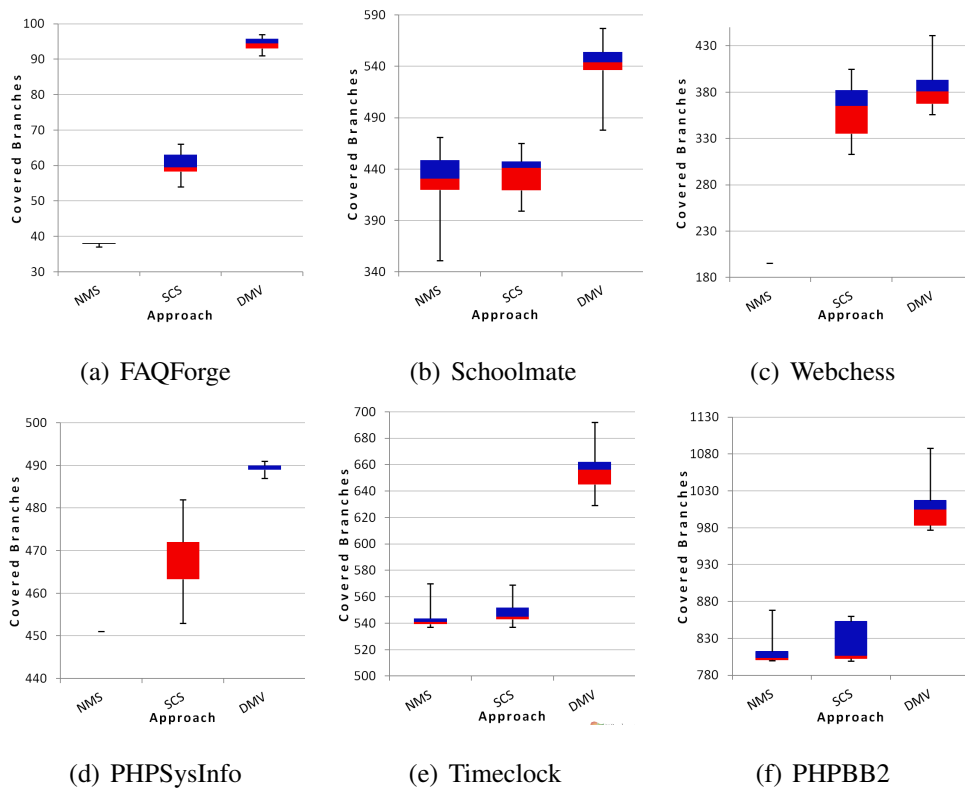 Covered Branches
100
90
80
70
60
50
40
30
NMS
SCS
DMV
Approach
(a) FAQForge
Covered Branches
590
540
490
440
390
340
NMS
SCS
DMV
Approach
(b) Schoolmate
Covered Branches
430
380
330
280
230
180
NMS
SCS
DMV
Approach
(c) Webchess
Covered Branches
500
490
480
470
460
450
440
NMS
SCS
DMV
Approach
(d) PHPSysInfo
Covered Branches
700
680
660
640
620
600
580
560
540
520
500
NMS
SCS
DMV
Approach
(e) Timeclock
Covered Branches
1130
1080
1030
980
930
880
830
780
NMS
SCS
DMV
Approach
(f) PHPBB2